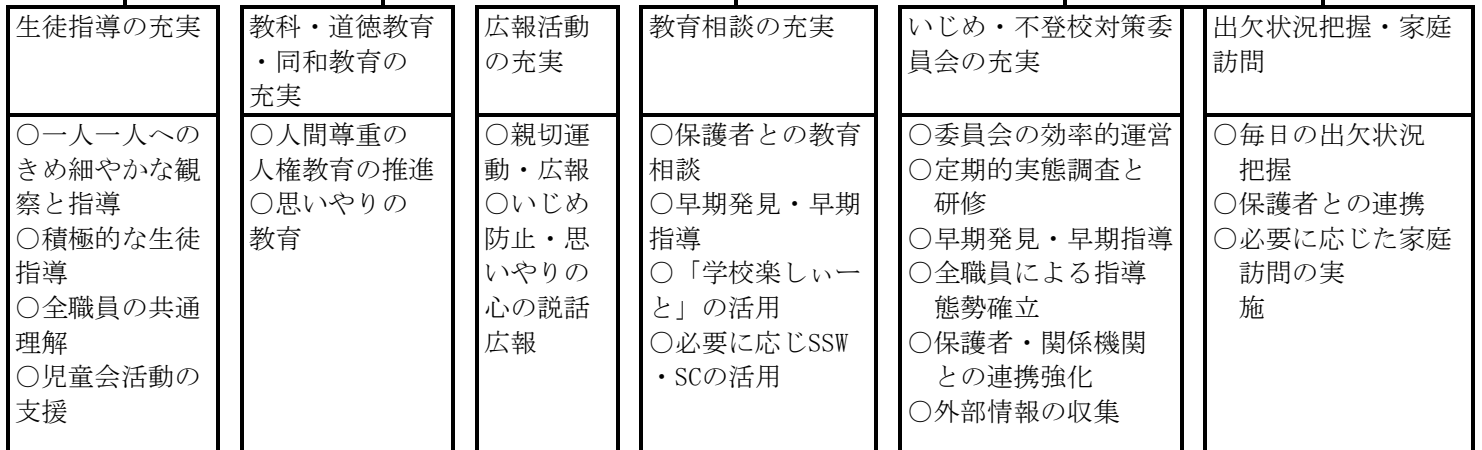 生徒指導の充実
○一人一人への
きめ細やかな観
察と指導
○積極的な生徒
指導
○全職員の共通
理解
○児童会活動の
支援
教科・道徳教育
・同和教育の
充実
○人間尊重の
人権教育の推進
○思いやりの
教育
広報活動
の充実
○親切運
動・広報
○いじめ
防止・思
いやりの
心の説話
広報
教育相談の充実
○保護者との教育
相談
○早期発見・早期
指導
○「学校楽しぃー
と」の活用
○必要に応じSSW
・SCの活用
いじめ・不登校対策委
員会の充実
○委員会の効率的運営
○定期的実態調査と
研修
○早期発見・早期指導
○全職員による指導
態勢確立
○保護者・関係機関
との連携強化
○外部情報の収集
出欠状況把握・家庭
訪問
○毎日の出欠状況
把握
○保護者との連携
○必要に応じた家庭
訪問の実
施